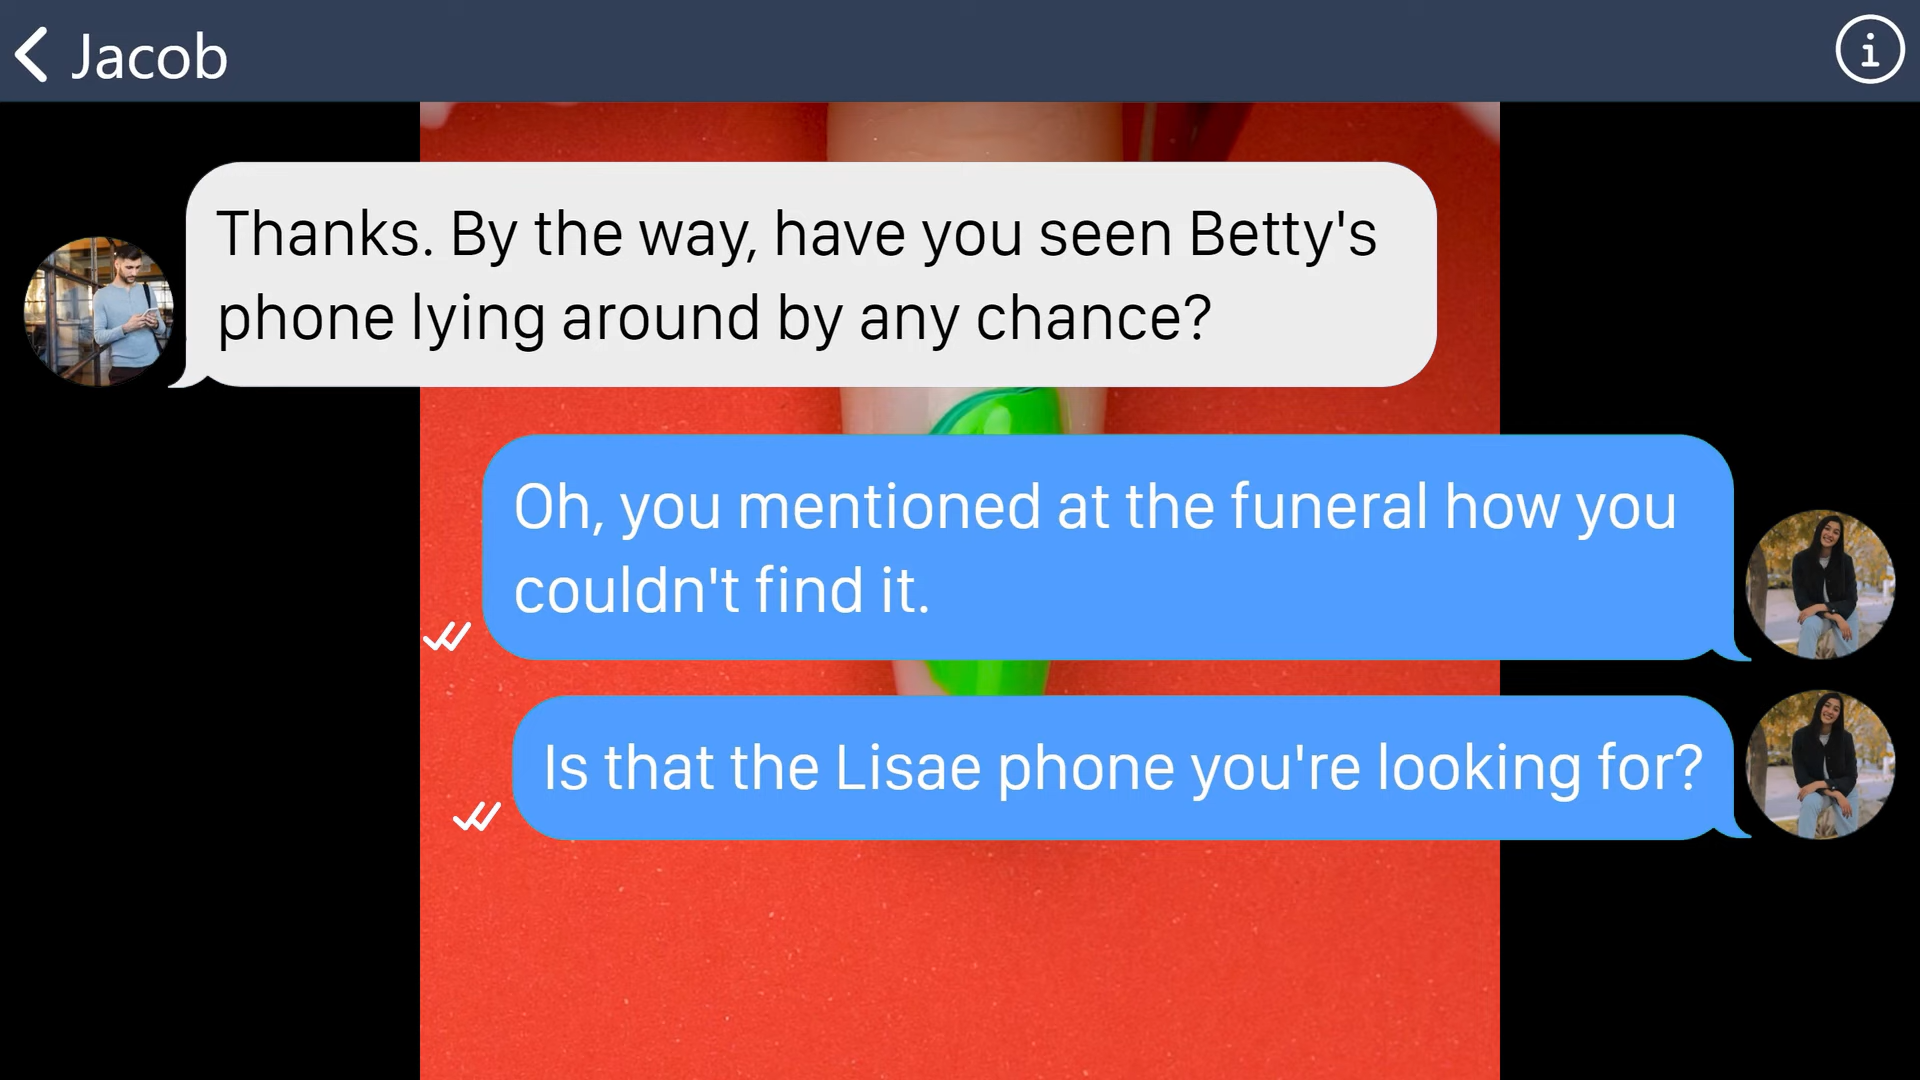 Jacob
Thanks. By the way, have you seen Betty's
phone lying around by any chance?
Oh, you mentioned at the funeral how you
couldn't find it.
Is that the Lisae phone you're looking for?